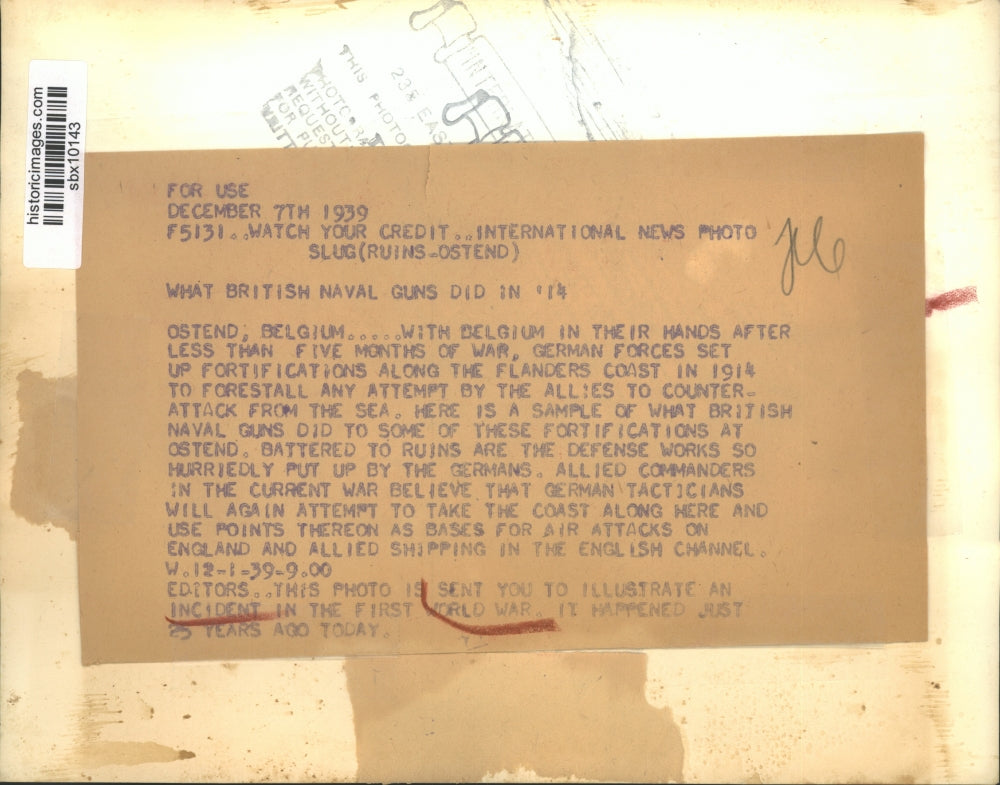 historicimages.com
sbx10143
THIS PHOTO
235 EAS
PHOTOGRA
WITHOUT
REQUEST
FOR
FOR USE
DECEMBER 7TH 1939
F5131..WATCH YOUR CREDIT..INTERNATIONAL NEWS PHOTO
SLUG(RUINS-OSTEND)
WHAT BRITISH NAVAL GUNS DID IN '14
OSTEND, BELGIUM.....WITH BELGIUM IN THEIR HANDS AFTER
LESS THAN FIVE MONTHS OF WAR, GERMAN FORCES SET
UP FORTIFICATIONS ALONG THE FLANDERS COAST IN 1914
TO FORESTALL ANY ATTEMPT BY THE ALLIES TO COUNTER-
ATTACK FROM THE SEA. HERE IS A SAMPLE OF WHAT BRITISH
NAVAL GUNS DID TO SOME OF THESE FORTIFICATIONS AT
OSTEND. BATTERED TO RUINS ARE THE DEFENSE WORKS SO
HURRIEDLY PUT UP BY THE GERMANS. ALLIED COMMANDERS
IN THE CURRENT WAR BELIEVE THAT GERMAN TACTICIANS
WILL AGAIN ATTEMPT TO TAKE THE COAST ALONG HERE AND
USE POINTS THEREON AS BASES FOR AIR ATTACKS ON
ENGLAND AND ALLIED SHIPPING IN THE ENGLISH CHANNEL.
W.12-1-39-9.00
EDITORS..THIS PHOTO IS SENT YOU TO ILLUSTRATE AN
INCIDENT IN THE FIRST WORLD WAR. IT HAPPENED JUST
25 YEARS AGO TODAY.